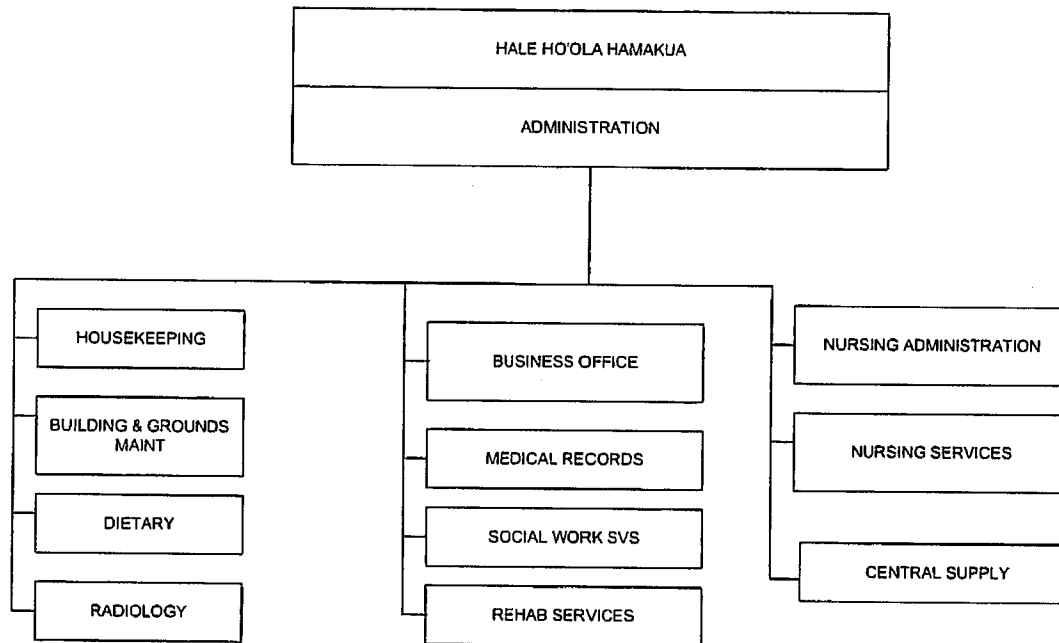 HALE HO'OLA HAMAKUA
ADMINISTRATION
HOUSEKEEPING
BUILDING & GROUNDS
MAINT
DIETARY
RADIOLOGY
BUSINESS OFFICE
MEDICAL RECORDS
SOCIAL WORK SVS
REHAB SERVICES
NURSING ADMINISTRATION
NURSING SERVICES
CENTRAL SUPPLY